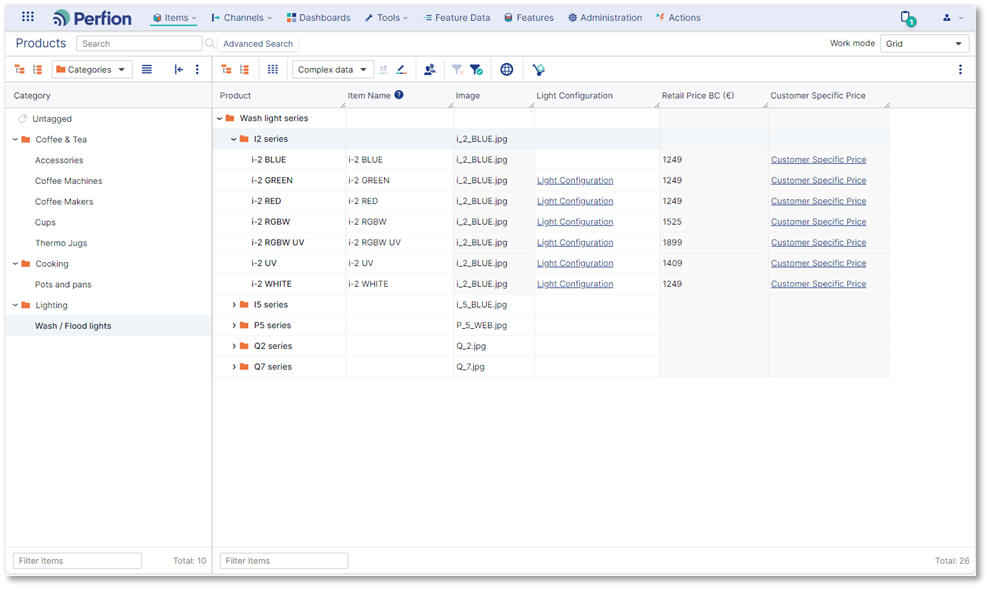 Perfion Items Channels Dashboards Tools Feature Data Features Administration Actions 1
Products Search Advanced Search Work mode Grid
Categories Complex data
Category Product Item Name ? Image Light Configuration Retail Price BC (€) Customer Specific Price
Untagged Wash light series
Coffee & Tea I2 series i_2_BLUE.jpg
Accessories i-2 BLUE i-2 BLUE i_2_BLUE.jpg 1249 Customer Specific Price
Coffee Machines i-2 GREEN i-2 GREEN i_2_BLUE.jpg Light Configuration 1249 Customer Specific Price
Coffee Makers i-2 RED i-2 RED i_2_BLUE.jpg Light Configuration 1249 Customer Specific Price
Cups i-2 RGBW i-2 RGBW i_2_BLUE.jpg Light Configuration 1525 Customer Specific Price
Thermo Jugs i-2 RGBW UV i-2 RGBW UV i_2_BLUE.jpg Light Configuration 1899 Customer Specific Price
Cooking i-2 UV i-2 UV i_2_BLUE.jpg Light Configuration 1409 Customer Specific Price
Pots and pans i-2 WHITE i-2 WHITE i_2_BLUE.jpg Light Configuration 1249 Customer Specific Price
Lighting I5 series i_5_BLUE.jpg
Wash / Flood lights P5 series P_5_WEB.jpg
Q2 series Q_2.jpg
Q7 series Q_7.jpg
Filter Items Total: 10 Filter Items Total: 26